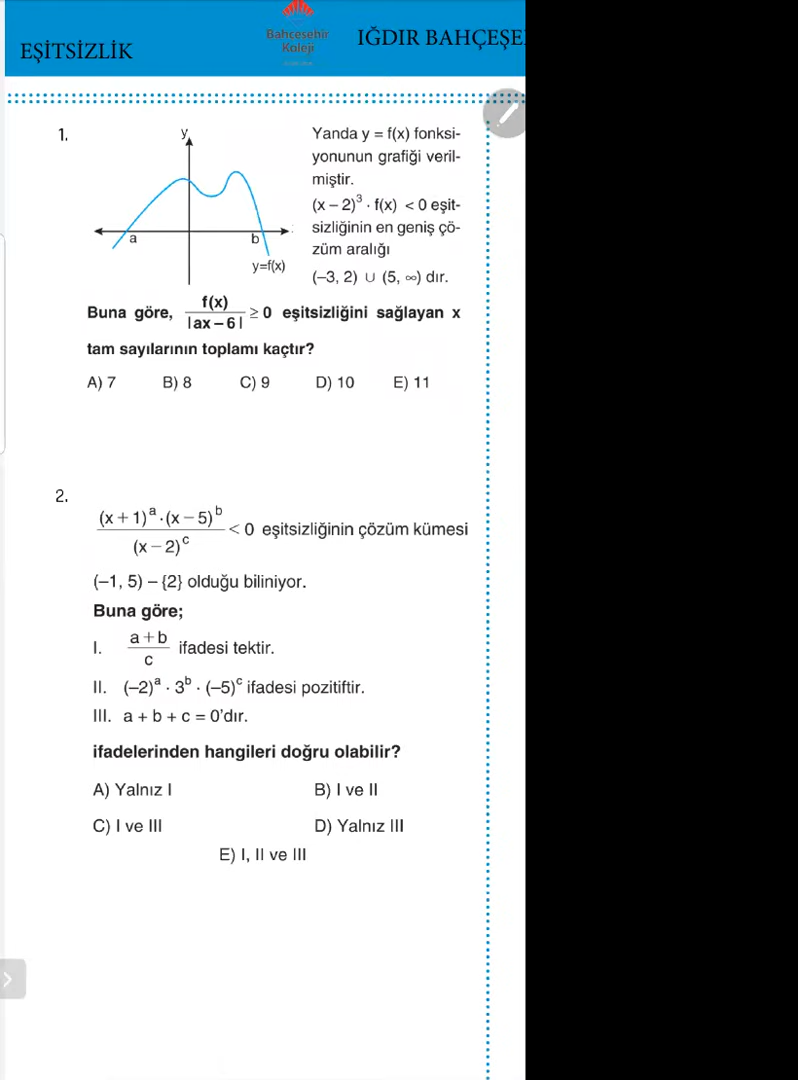 EŞİTSİZLİK
Bahçeşehir
Koleji
IĞDIR BAHÇEŞE
1.
y
a
b
y=f(x)
Yanda y = f(x) fonksi-
yonunun grafiği veril-
miştir.
(x – 2)³ · f(x) < 0 eşit-
sizliğinin en geniş çö-
züm aralığı
(–3, 2) ∪ (5, ∞) dır.
Buna göre, f(x) / |ax – 6| ≥ 0 eşitsizliğini sağlayan x
tam sayılarının toplamı kaçtır?
A) 7 B) 8 C) 9 D) 10 E) 11
2.
(x + 1)ᵃ · (x – 5)ᵇ / (x – 2)ᶜ < 0 eşitsizliğinin çözüm kümesi
(–1, 5) – {2} olduğu biliniyor.
Buna göre;
I. a + b / c ifadesi tektir.
II. (–2)ᵃ · 3ᵇ · (–5)ᶜ ifadesi pozitiftir.
III. a + b + c = 0'dır.
ifadelerinden hangileri doğru olabilir?
A) Yalnız I B) I ve II
C) I ve III D) Yalnız III
E) I, II ve III